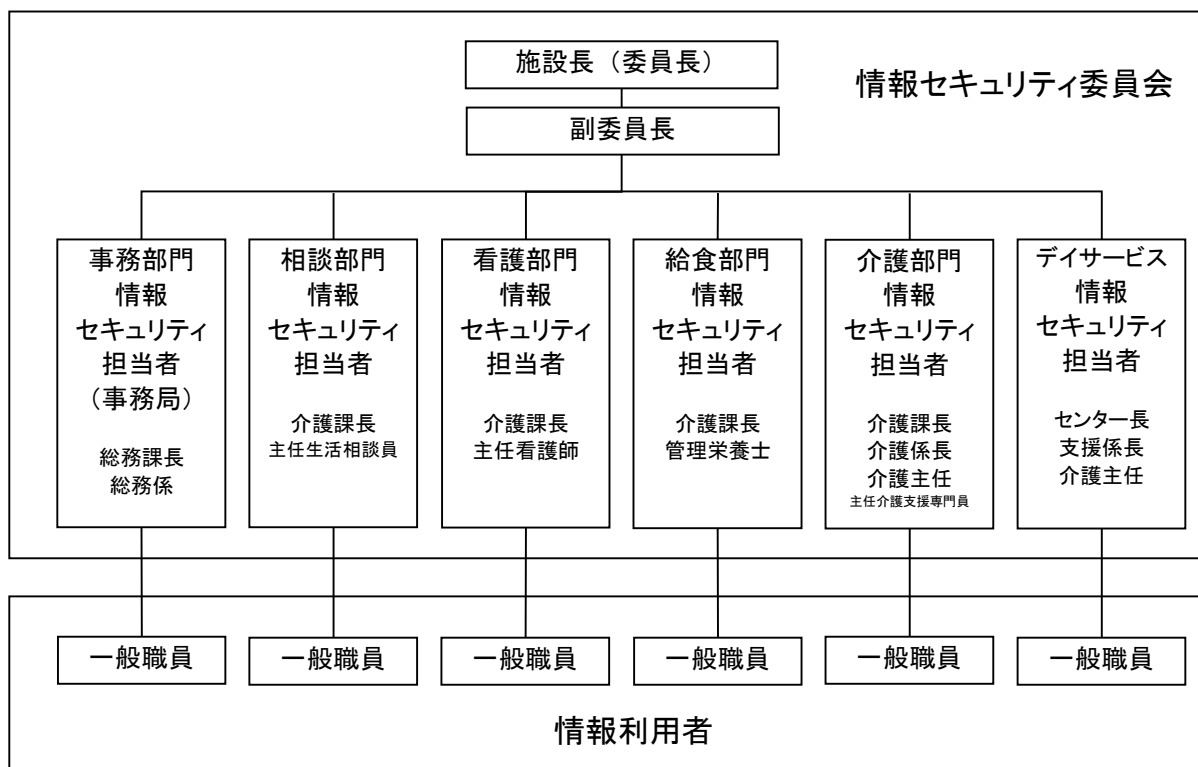 施設長（委員長）
情報セキュリティ委員会
副委員長
事務部門
情報
セキュリティ
担当者
（事務局）
総務課長
総務係
相談部門
情報
セキュリティ
担当者
介護課長
主任生活相談員
看護部門
情報
セキュリティ
担当者
介護課長
主任看護師
給食部門
情報
セキュリティ
担当者
介護課長
管理栄養士
介護部門
情報
セキュリティ
担当者
介護課長
介護係長
介護主任
主任介護支援専門員
デイサービス
情報
セキュリティ
担当者
センター長
支援係長
介護主任
一般職員
一般職員
一般職員
一般職員
一般職員
一般職員
情報利用者